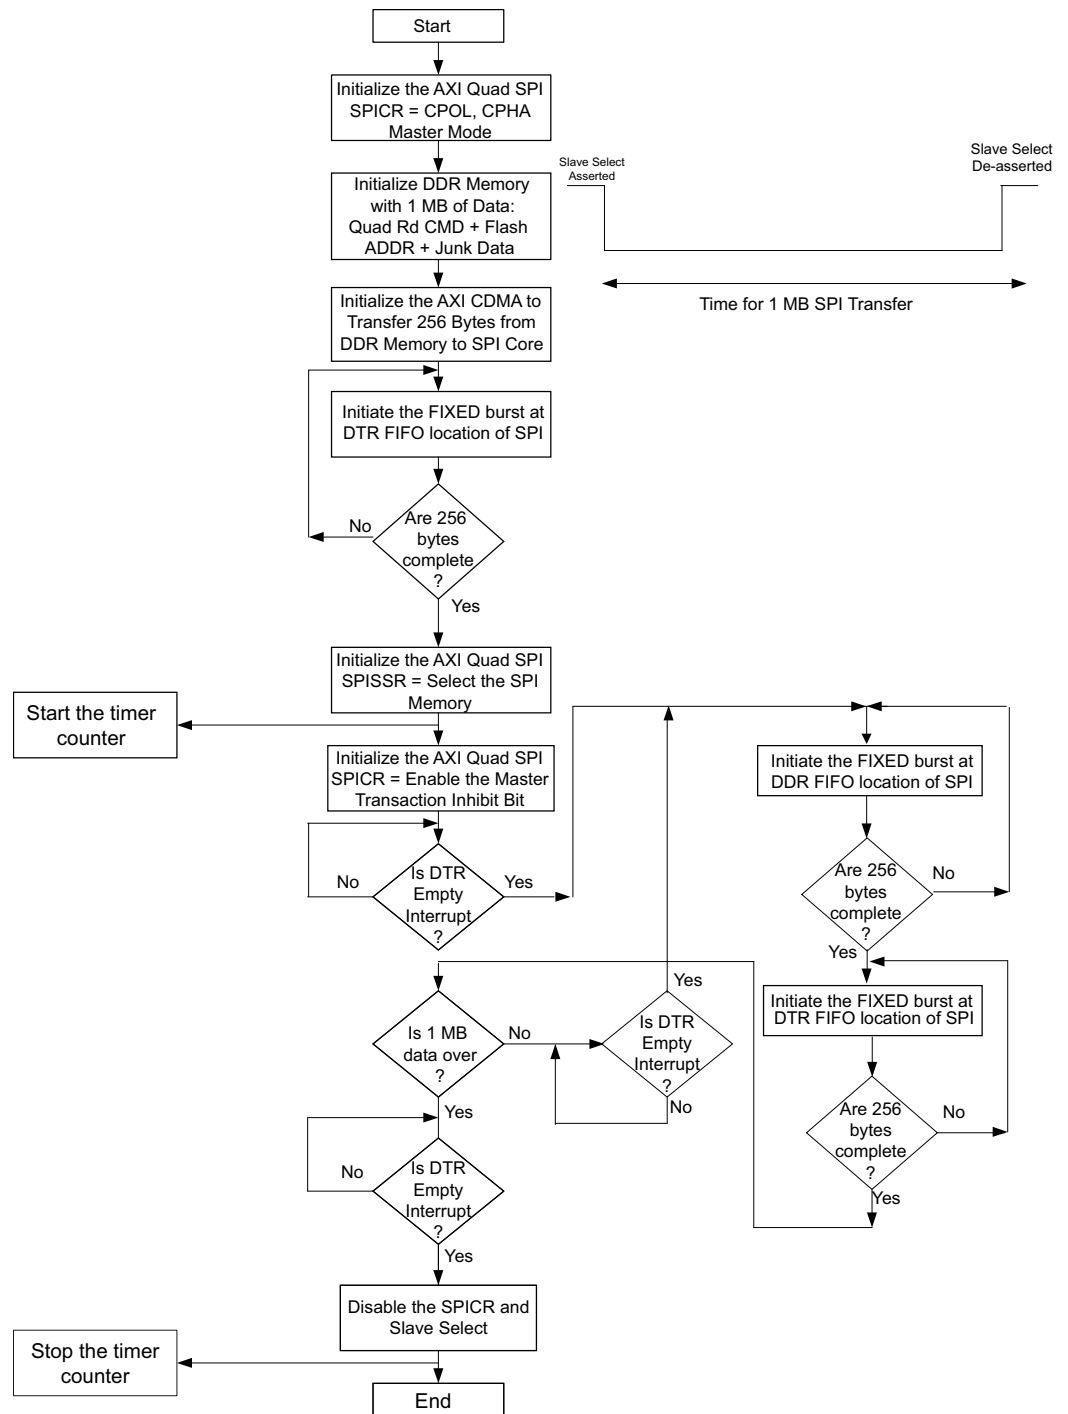 Start
Initialize the AXI Quad SPI
SPICR = CPOL, CPHA
Master Mode
Slave Select
Asserted
Slave Select
De-asserted
Initialize DDR Memory
with 1 MB of Data:
Quad Rd CMD + Flash
ADDR + Junk Data
Time for 1 MB SPI Transfer
Initialize the AXI CDMA to
Transfer 256 Bytes from
DDR Memory to SPI Core
Initiate the FIXED burst at
DTR FIFO location of SPI
Are 256
bytes
complete
?
No
Yes
Initialize the AXI Quad SPI
SPISSR = Select the SPI
Memory
Start the timer
counter
Initialize the AXI Quad SPI
SPICR = Enable the Master
Transaction Inhibit Bit
Is DTR
Empty
Interrupt
?
No
Yes
Initiate the FIXED burst at
DDR FIFO location of SPI
Are 256
bytes
complete
?
No
Yes
Initiate the FIXED burst at
DTR FIFO location of SPI
Are 256
bytes
complete
?
No
Yes
Is 1 MB
data over
?
No
Yes
Is DTR
Empty
Interrupt
?
Yes
No
Is DTR
Empty
Interrupt
?
No
Yes
Disable the SPICR and
Slave Select
Stop the timer
counter
End